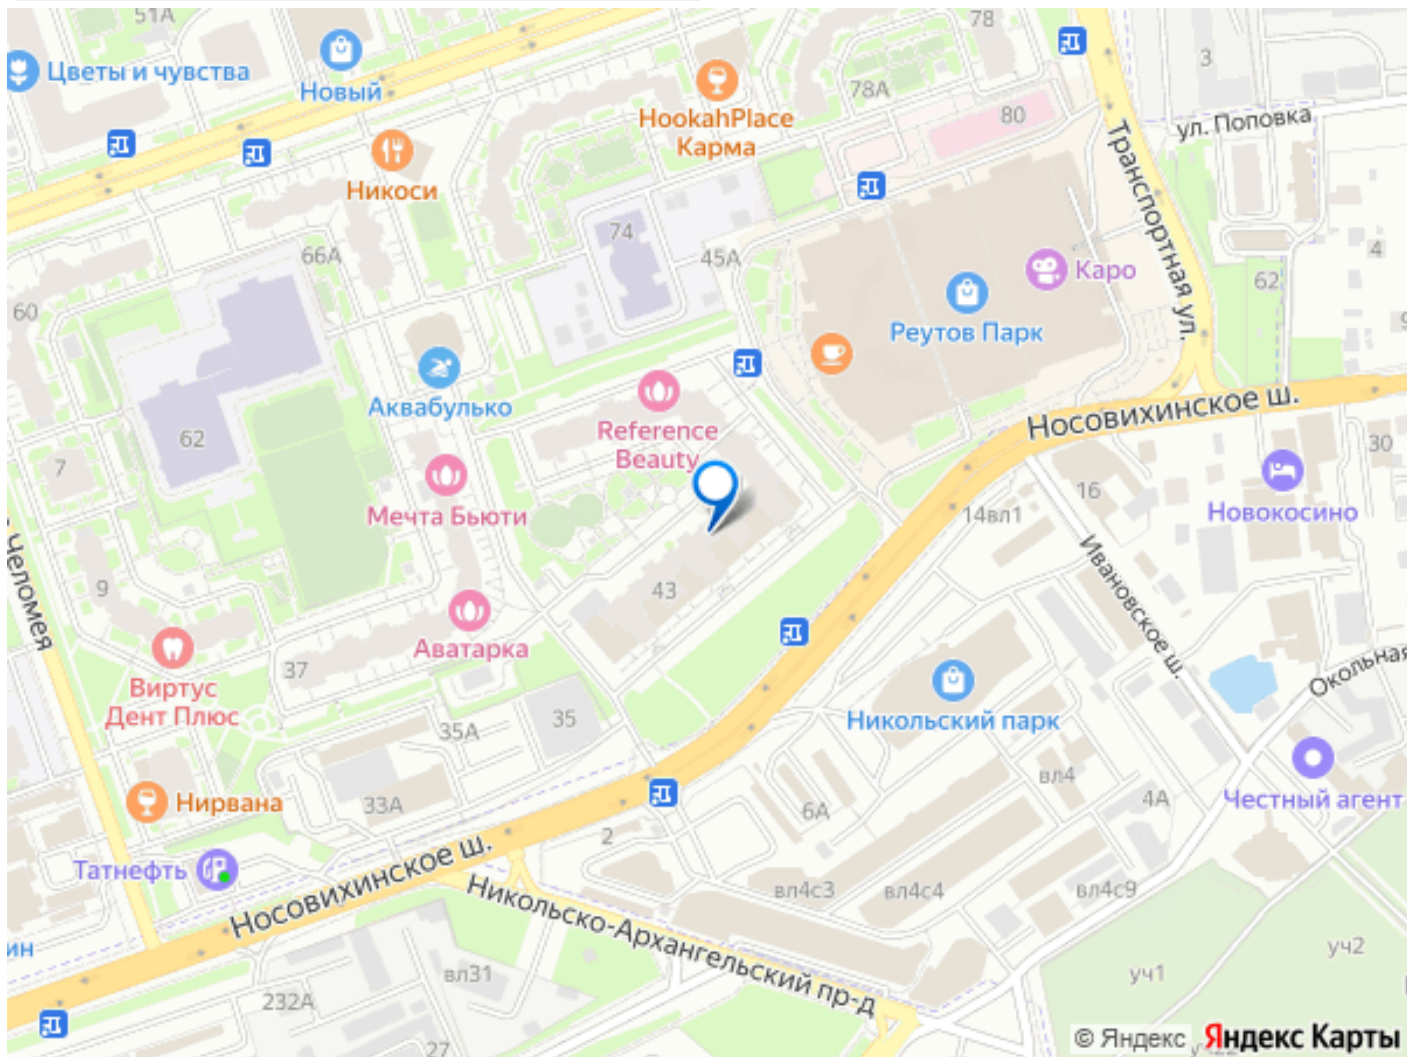 51А
78
Цветы и чувства
Новый
3
78А
HookahPlace
Карма
80
ул. Поповка
Никоси
Транспортная ул.
74
66А
45А
4
Каро
62
60
Реутов Парк
9
Аквабулько
Носовихинское ш.
Reference
Beauty
62
7
30
Мечта Бьюти
16
Новокосино
14вл1
Челомея
Ивановское ш.
9
43
Аватарка
37
Виртус
Дент Плюс
Окольная
35
35А
Никольский парк
вл4
4А
Честный агент
Нирвана
33А
6А
2
Татнефть
Носовихинское ш.
вл4с3
вл4с4
вл4с9
Никольско-Архангельский пр-д
ин
вл31
уч1
уч2
232А
27
© Яндекс
Яндекс Карты